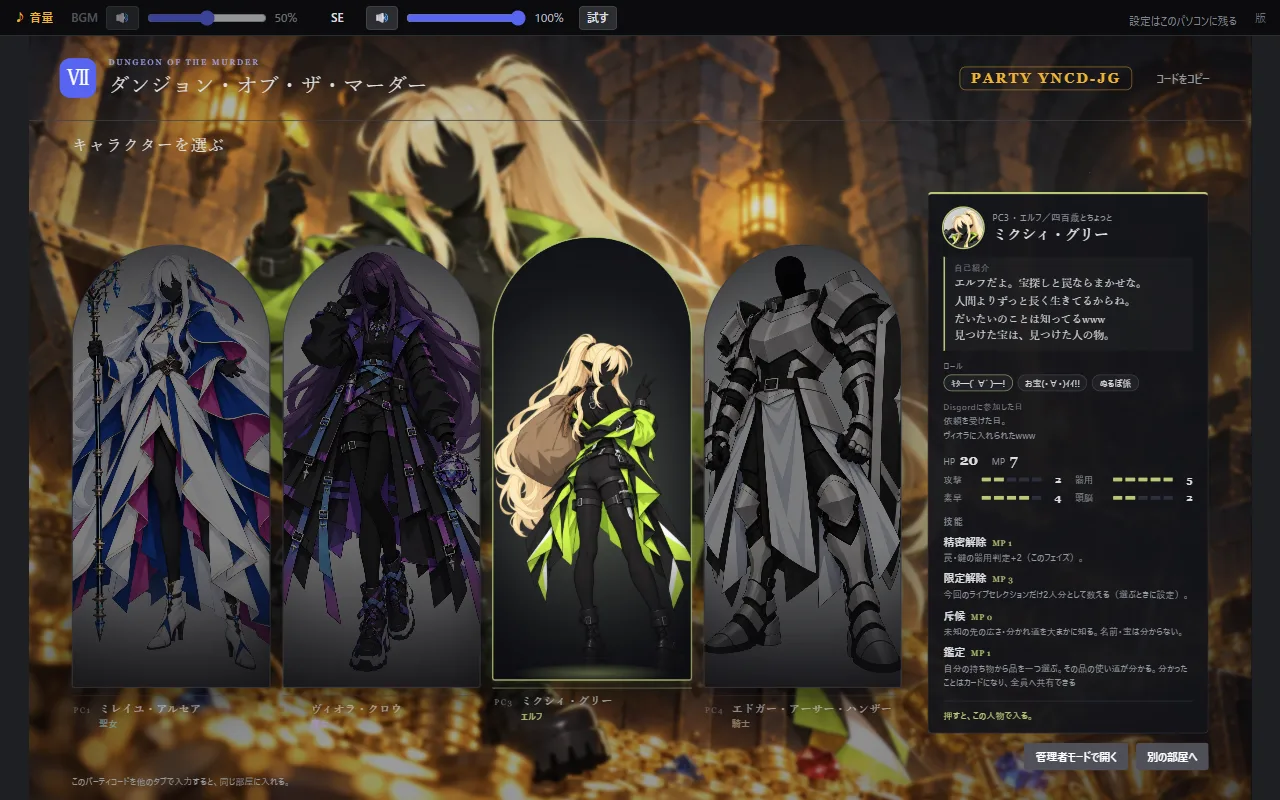 ♪ 音量 BGM 50% SE 100% 試す 設定はこのパソコンに残る 版
Ⅶ
DUNGEON OF THE MURDER
ダンジョン・オブ・ザ・マーダー
PARTY YNCD-JG コードをコピー
キャラクターを選ぶ
PC1 ミレイユ・アルセア
聖女
ヴィオラ・クロウ
PC3 ミクシィ・グリー
エルフ
PC4 エドガー・アーサー・ハンザー
騎士
PC3・エルフ／四百歳とちょっと
ミクシィ・グリー
自己紹介
エルフだよ。宝探しと罠ならまかせな。
人間よりずっと長く生きてるからね。
だいたいのことは知ってるwww
見つけた宝は、見つけた人の物。
ロール
ｷﾀ━(ﾟ∀ﾟ)━! お宝(・∀・)ｲｲ!! ぬるぽ係
Disgordに参加した日
依頼を受けた日。
ヴィオラに入れられたwww
HP 20 MP 7
攻撃 2 器用 5
素早 4 頭脳 2
技能
精密解除 MP 1
罠・鍵の器用判定+2（このフェイズ）。
限定解除 MP 3
今回のライブセレクションだけ2人分として数える（選ぶときに設定）。
斥候 MP 0
未知の先の広さ・分かれ道を大まかに知る。名前・宝は分からない。
鑑定 MP 1
自分の持ち物から品を一つ選ぶ。その品の使い道が分かる。分かった
ことはカードになり、全員へ共有できる
押すと、この人物で入る。
管理者モードで開く 別の部屋へ
このパーティコードを他のタブで入力すると、同じ部屋に入れる。